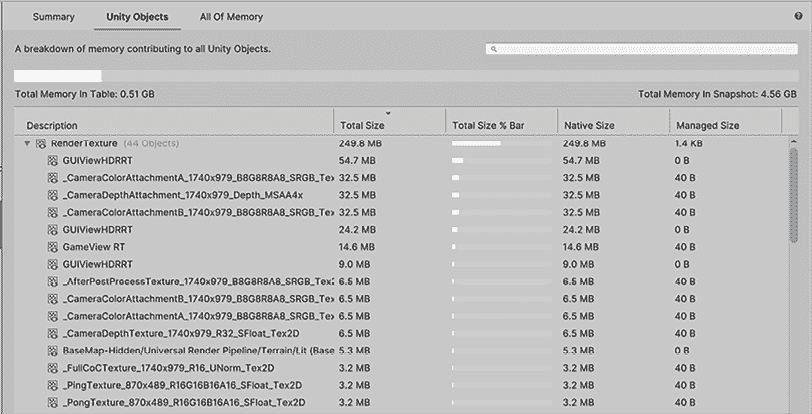 Summary Unity Objects All Of Memory
A breakdown of memory contributing to all Unity Objects.
Total Memory In Table: 0.51 GB Total Memory In Snapshot: 4.56 GB
Description Total Size Total Size % Bar Native Size Managed Size
RenderTexture (44 Objects) 249.8 MB 249.8 MB 1.4 KB
GUIViewHDRRT 54.7 MB 54.7 MB 0 B
_CameraColorAttachmentA_1740x979_B8G8R8A8_SRGB_Tex 32.5 MB 32.5 MB 40 B
_CameraDepthAttachment_1740x979_Depth_MSAA4x 32.5 MB 32.5 MB 40 B
_CameraColorAttachmentB_1740x979_B8G8R8A8_SRGB_Tex 32.5 MB 32.5 MB 40 B
GUIViewHDRRT 24.2 MB 24.2 MB 0 B
GameView RT 14.6 MB 14.6 MB 40 B
GUIViewHDRRT 9.0 MB 9.0 MB 0 B
_AfterPostProcessTexture_1740x979_B8G8R8A8_SRGB_Tex2 6.5 MB 6.5 MB 40 B
_CameraColorAttachmentB_1740x979_B8G8R8A8_SRGB_Tex 6.5 MB 6.5 MB 40 B
_CameraColorAttachmentA_1740x979_B8G8R8A8_SRGB_Tex 6.5 MB 6.5 MB 40 B
_CameraDepthTexture_1740x979_R32_SFloat_Tex2D 6.5 MB 6.5 MB 40 B
BaseMap-Hidden/Universal Render Pipeline/Terrain/Lit (Base 5.3 MB 5.3 MB 0 B
_FullCoCTexture_1740x979_R16_UNorm_Tex2D 3.2 MB 3.2 MB 40 B
_PingTexture_870x489_R16G16B16A16_SFloat_Tex2D 3.2 MB 3.2 MB 40 B
_PongTexture_870x489_R16G16B16A16_SFloat_Tex2D 3.2 MB 3.2 MB 40 B